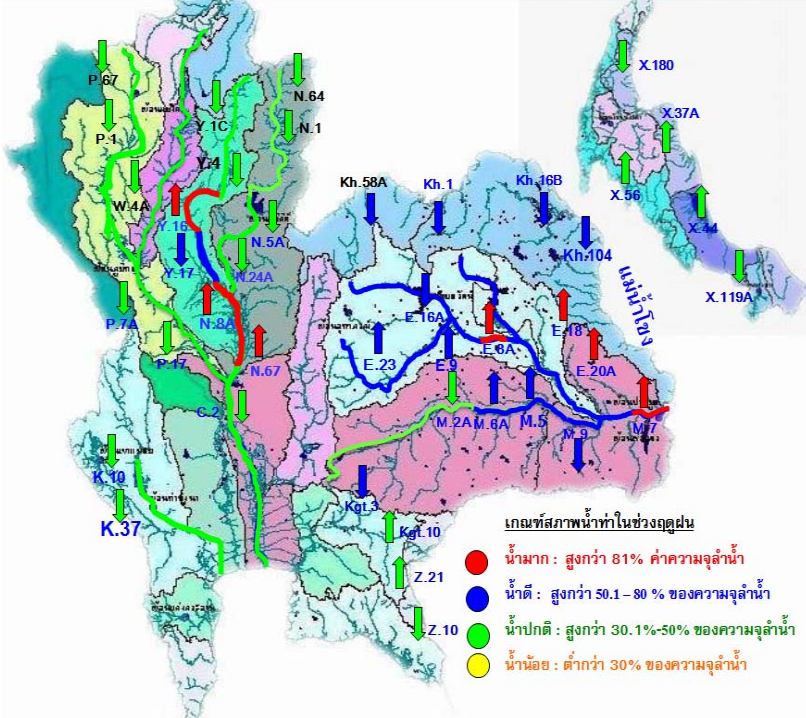 P.67
N.64
X.180
P.1
Y.1C
N.1
X.37A
Y.4
Kh.58A
Kh.1
Kh.16B
X.56
W.4A
Y.16
N.5A
Kh.104
X.44
Y.17
N.24A
แม่น้ำโขง
X.119A
P.7A
N.8A
E.16A
E.8A
E.18
P.17
N.67
E.23
E.9
E.20A
C.2
M.2A
M.6A
M.5
M.9
M.7
K.10
K.37
Kgt.3
Kgt.10
Z.21
Z.10
เกณฑ์สภาพน้ำท่าในช่วงฤดูฝน
น้ำมาก : สูงกว่า 81% ค่าความจุลำน้ำ
น้ำดี : สูงกว่า 50.1 – 80 % ของความจุลำน้ำ
น้ำปกติ : สูงกว่า 30.1%-50% ของความจุลำน้ำ
น้ำน้อย : ต่ำกว่า 30% ของความจุลำน้ำ